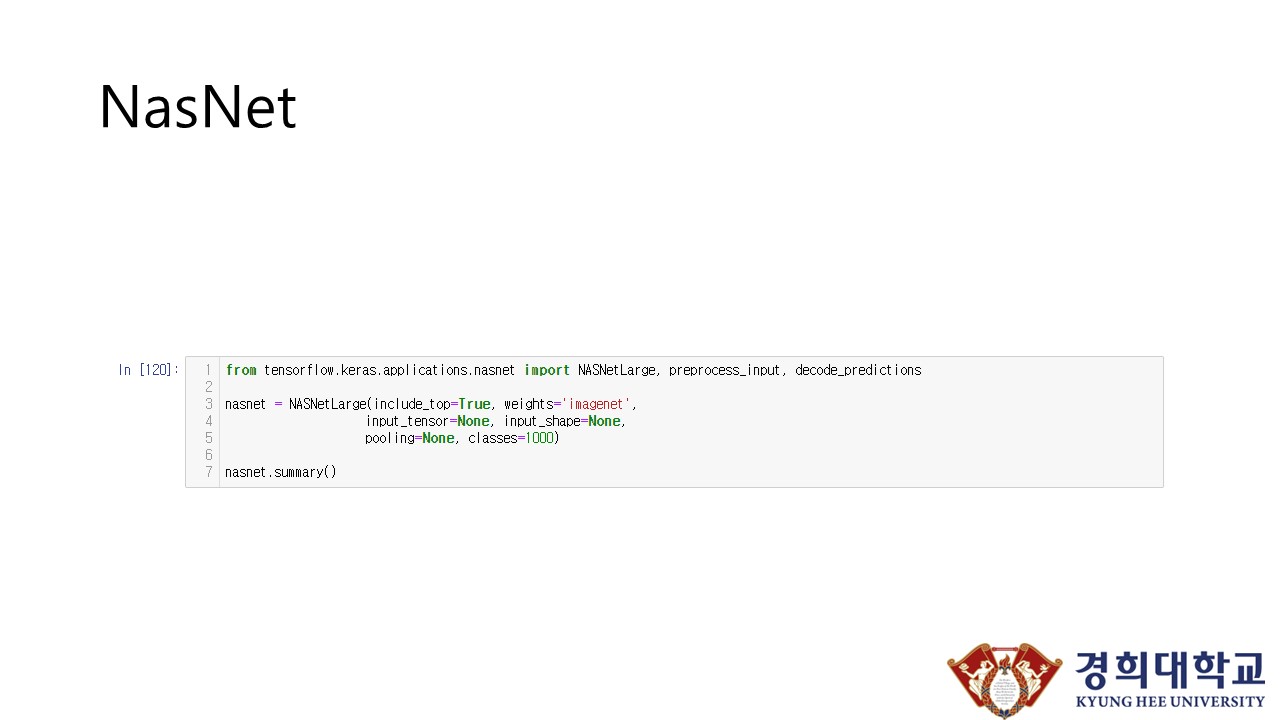 NasNet
In [120]:
1 from tensorflow.keras.applications.nasnet import NASNetLarge, preprocess_input, decode_predictions
2
3 nasnet = NASNetLarge(include_top=True, weights='imagenet',
4 input_tensor=None, input_shape=None,
5 pooling=None, classes=1000)
6
7 nasnet.summary()
경희대학교
KYUNG HEE UNIVERSITY